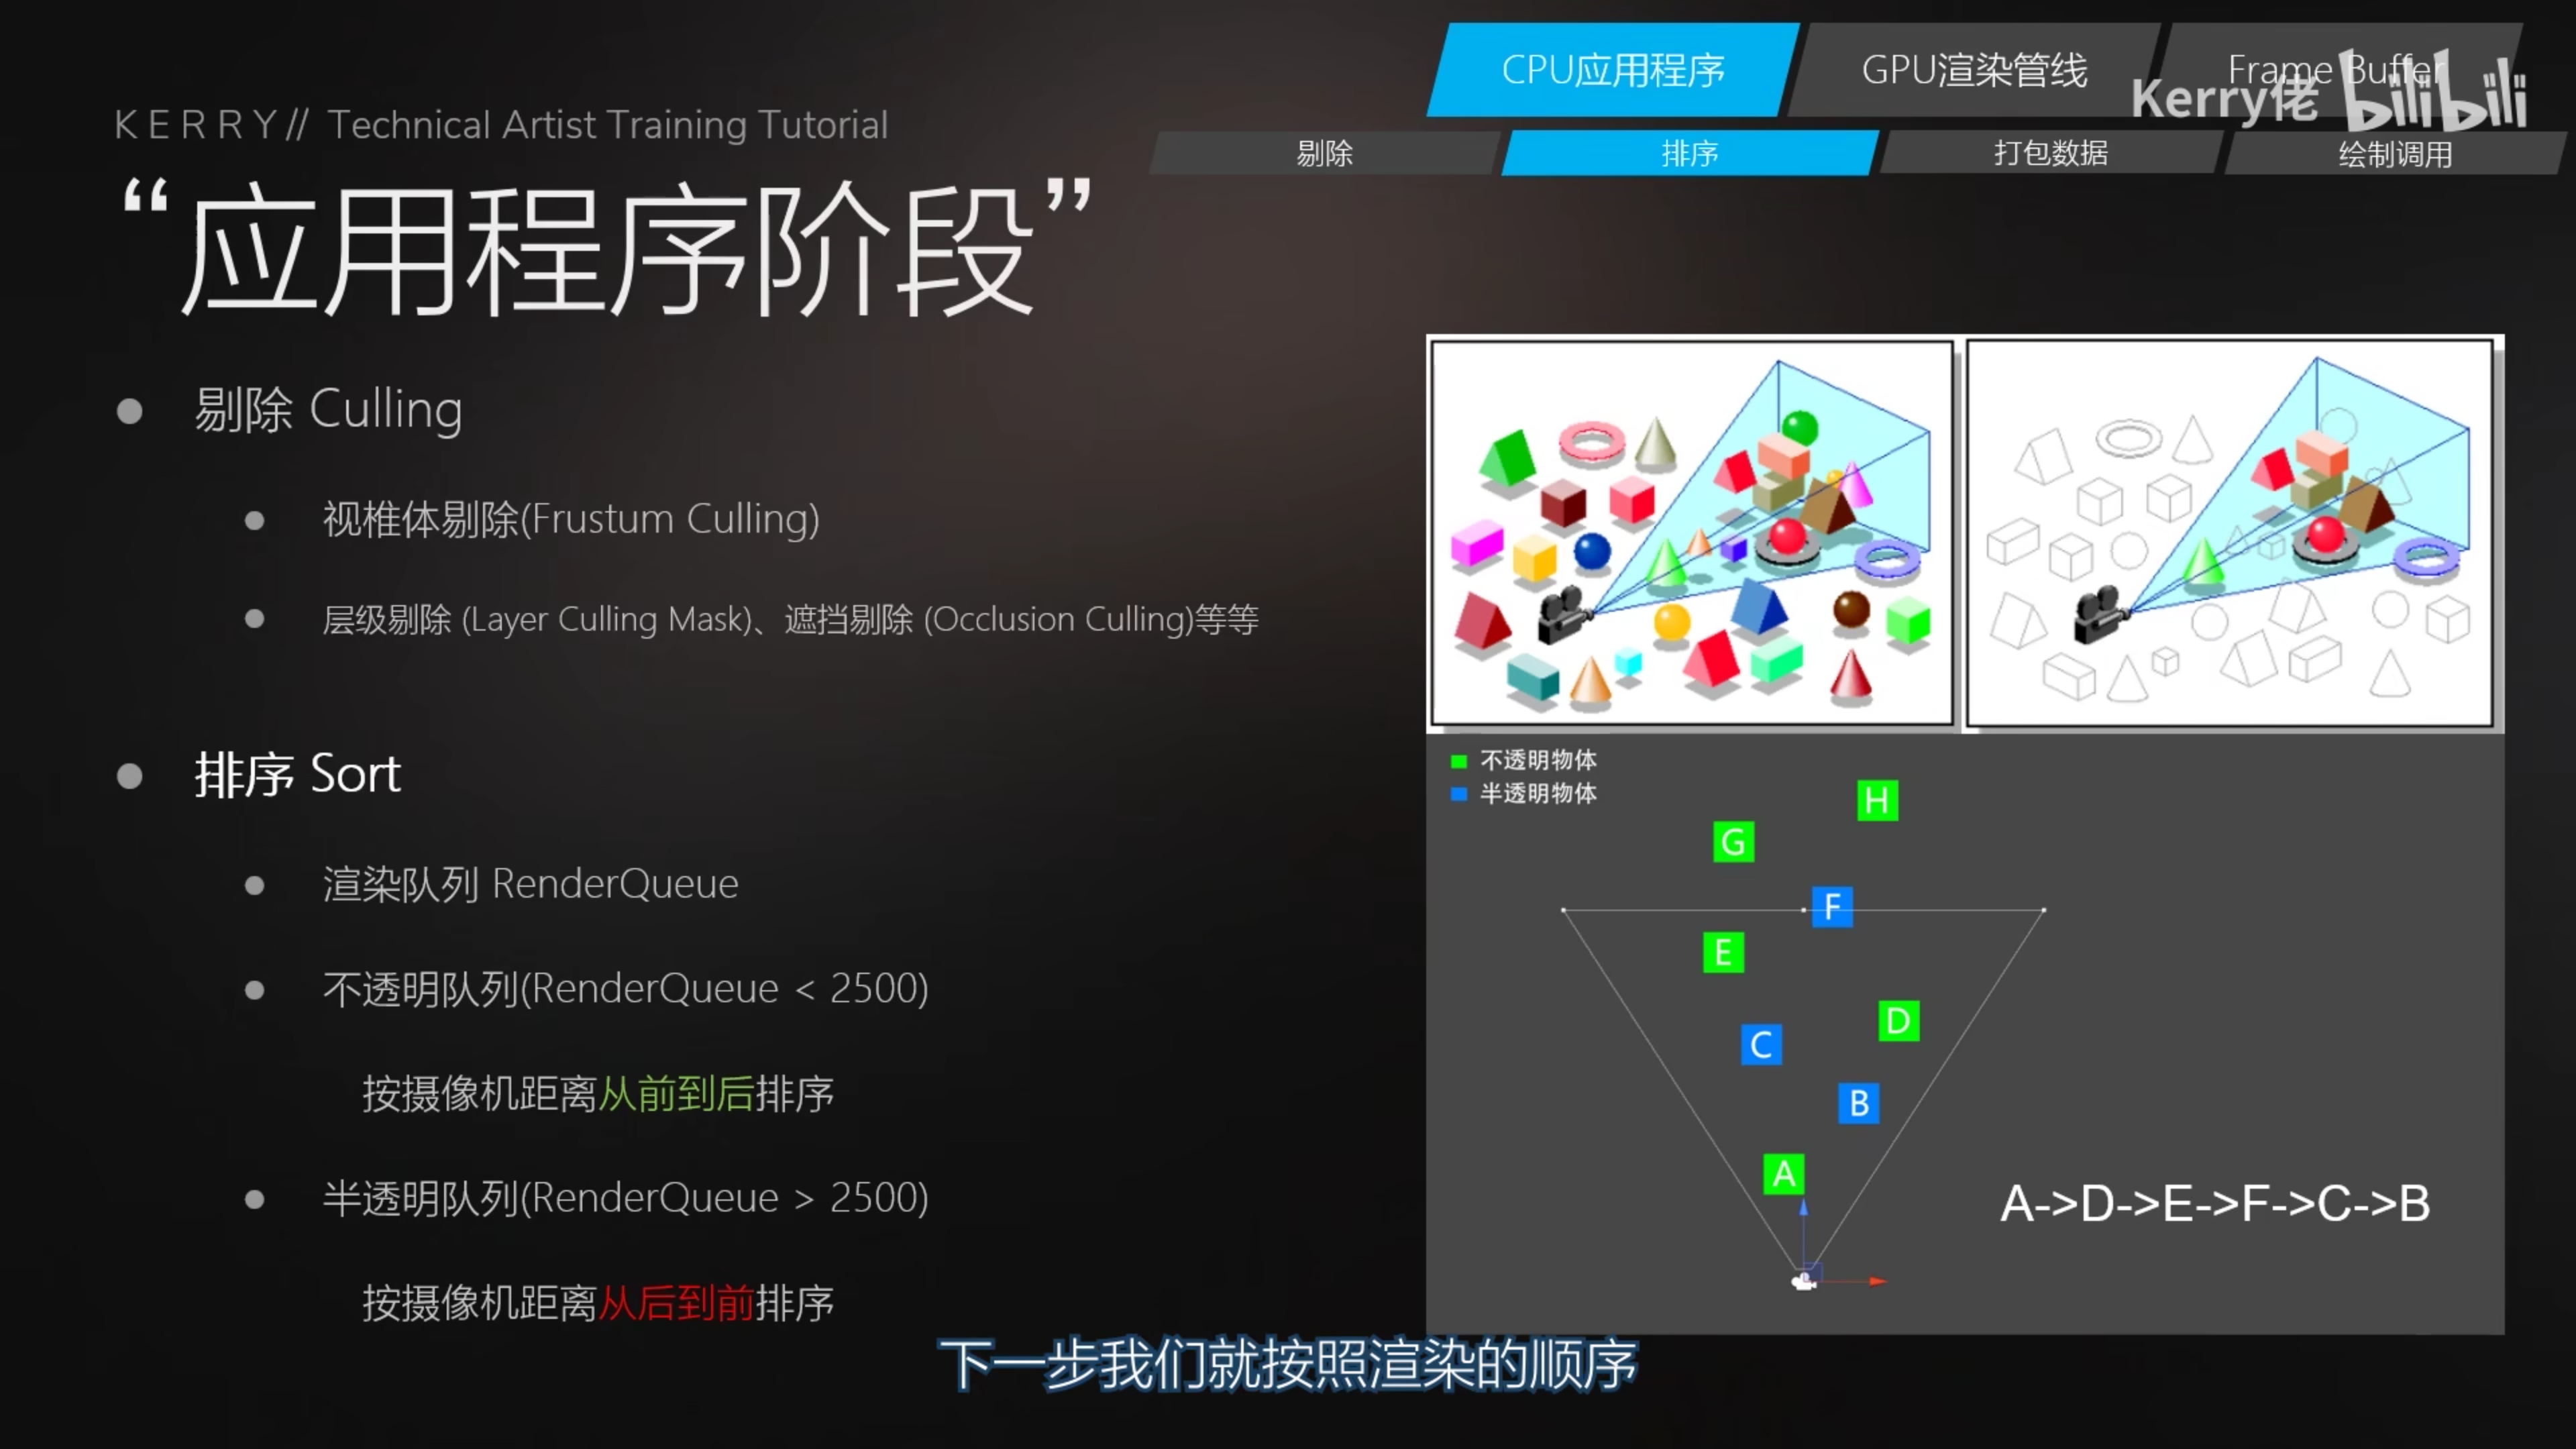 CPU应用程序
GPU渲染管线
Frame Buffer
Kerry佬 bilibili
剔除
排序
打包数据
绘制调用
KERRY// Technical Artist Training Tutorial
“应用程序阶段”
剔除 Culling
视椎体剔除(Frustum Culling)
层级剔除 (Layer Culling Mask)、遮挡剔除 (Occlusion Culling)等等
排序 Sort
渲染队列 RenderQueue
不透明队列(RenderQueue < 2500)
按摄像机距离从前到后排序
半透明队列(RenderQueue > 2500)
按摄像机距离从后到前排序
不透明物体
半透明物体
H
G
F
E
D
C
B
A
A->D->E->F->C->B
下一步我们就按照渲染的顺序